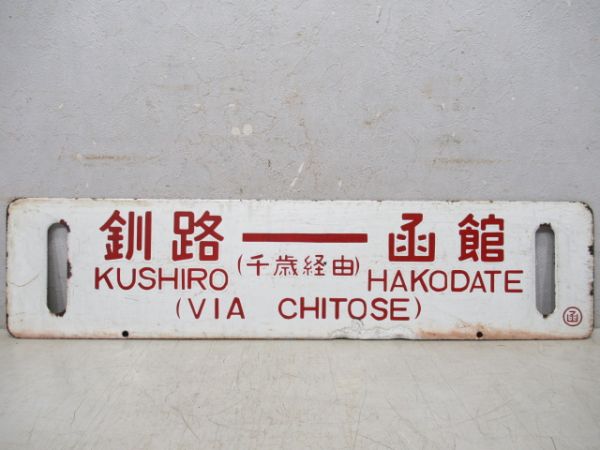 釧路 ― 函館
(千歳経由)
KUSHIRO HAKODATE
(VIA CHITOSE)
函